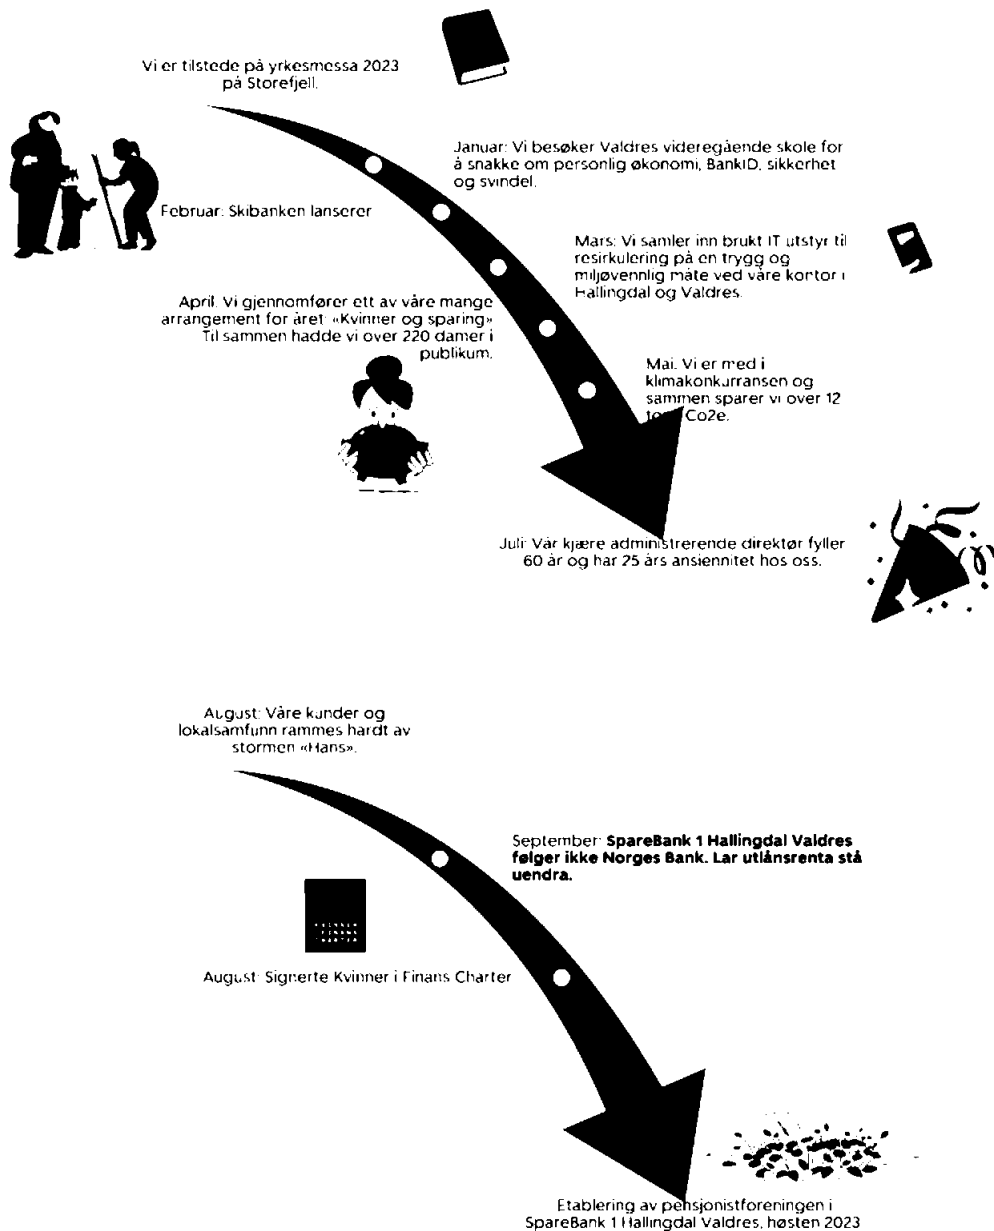 Vi er tilstede på yrkesmessa 2023
på Storefjell.
Januar: Vi besøker Valdres videregående skole for
å snakke om personlig økonomi, BankID, sikkerhet
og svindel.
Februar: Skibanken lanserer
Mars: Vi samler inn brukt IT utstyr til
resirkulering på en trygg og
miljøvennlig måte ved våre kontor i
Hallingdal og Valdres.
April: Vi gjennomfører ett av våre mange
arrangement for året: «Kvinner og sparing»
Til sammen hadde vi over 220 damer i
publikum.
Mai: Vi er med i
klimakonkurransen og
sammen sparer vi over 12
Co2e.
Juli: Vår kjære administrerende direktør fyller
60 år og har 25 års ansiennitet hos oss.
August: Våre kunder og
lokalsamfunn rammes hardt av
stormen «Hans».
September: SpareBank 1 Hallingdal Valdres
følger ikke Norges Bank. Lar utlånsrenta stå
uendra.
KVINNER
I FINANS
CHARTER
August: Signerte Kvinner i Finans Charter
Etablering av pensjonistforeningen i
SpareBank 1 Hallingdal Valdres, høsten 2023